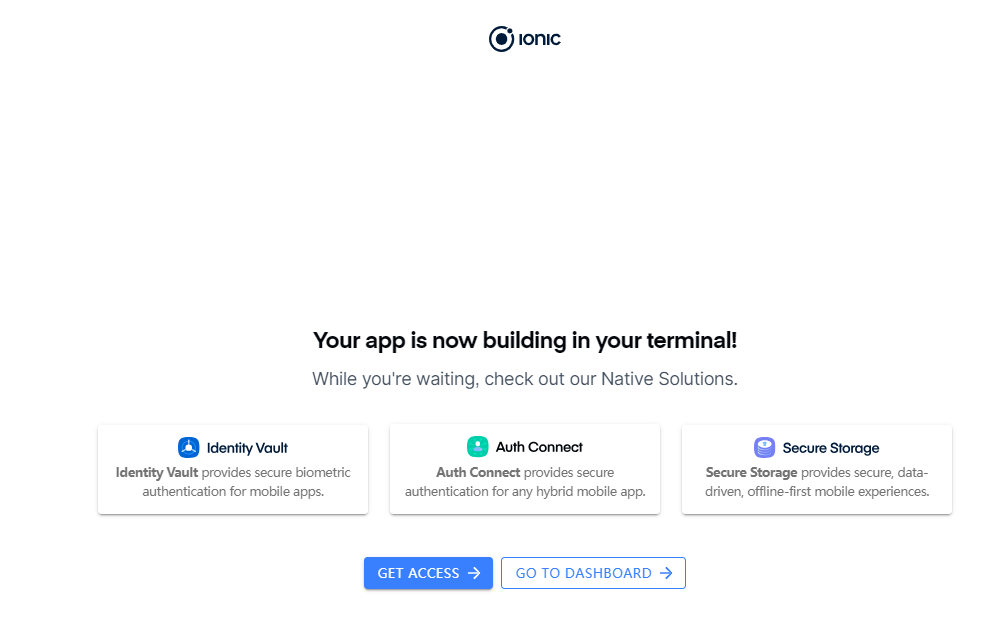 IONIC
Your app is now building in your terminal!
While you're waiting, check out our Native Solutions.
Identity Vault
Identity Vault provides secure biometric
authentication for mobile apps.
Auth Connect
Auth Connect provides secure
authentication for any hybrid mobile app.
Secure Storage
Secure Storage provides secure, data-
driven, offline-first mobile experiences.
GET ACCESS →
GO TO DASHBOARD →